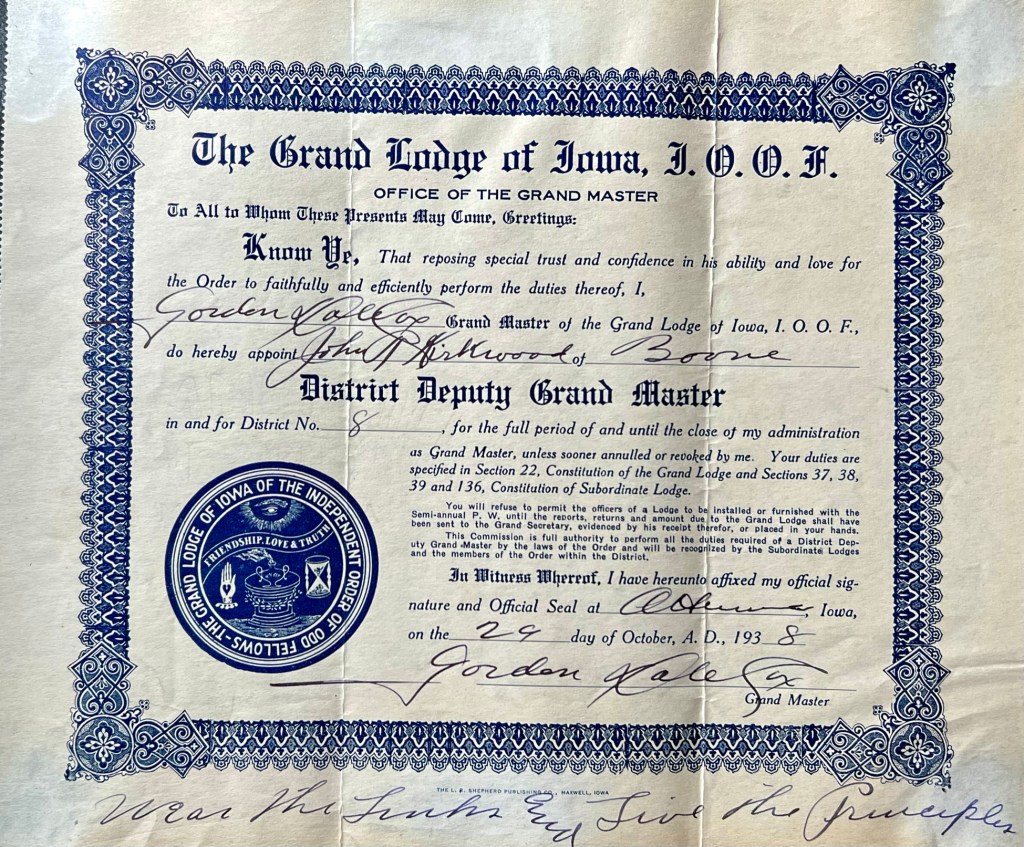 The Grand Lodge of Iowa, I. O. O. F.
OFFICE OF THE GRAND MASTER
To All to Whom These Presents May Come, Greetings:
Know Ye, That reposing special trust and confidence in his ability and love for
the Order to faithfully and efficiently perform the duties thereof, I,
Gorden Dale Cox Grand Master of the Grand Lodge of Iowa, I. O. O. F.,
do hereby appoint John P Kirkwood of Boone
District Deputy Grand Master
in and for District No. 8, for the full period of and until the close of my administration
as Grand Master, unless sooner annulled or revoked by me. Your duties are
specified in Section 22, Constitution of the Grand Lodge and Sections 37, 38,
39 and 136, Constitution of Subordinate Lodge.
You will refuse to permit the officers of a Lodge to be installed or furnished with the
Semi-annual P. W. until the reports, returns and amount due to the Grand Lodge shall have
been sent to the Grand Secretary, evidenced by his receipt therefor, or placed in your hands.
This Commission is full authority to perform all the duties required of a District Dep-
uty Grand Master by the laws of the Order and will be recognized by the Subordinate Lodges
and the members of the Order within the District.
In Witness Whereof, I have hereunto affixed my official sig-
nature and Official Seal at Iowa,
on the 29 day of October, A. D., 1938
Gorden Dale Cox
Grand Master
THE GRAND LODGE OF IOWA OF THE INDEPENDENT ORDER OF ODD FELLOWS
FRIENDSHIP, LOVE & TRUTH
THE L. B. SHEPHERD PUBLISHING CO., MAXWELL, IOWA
Wear the Links End Live the Principles